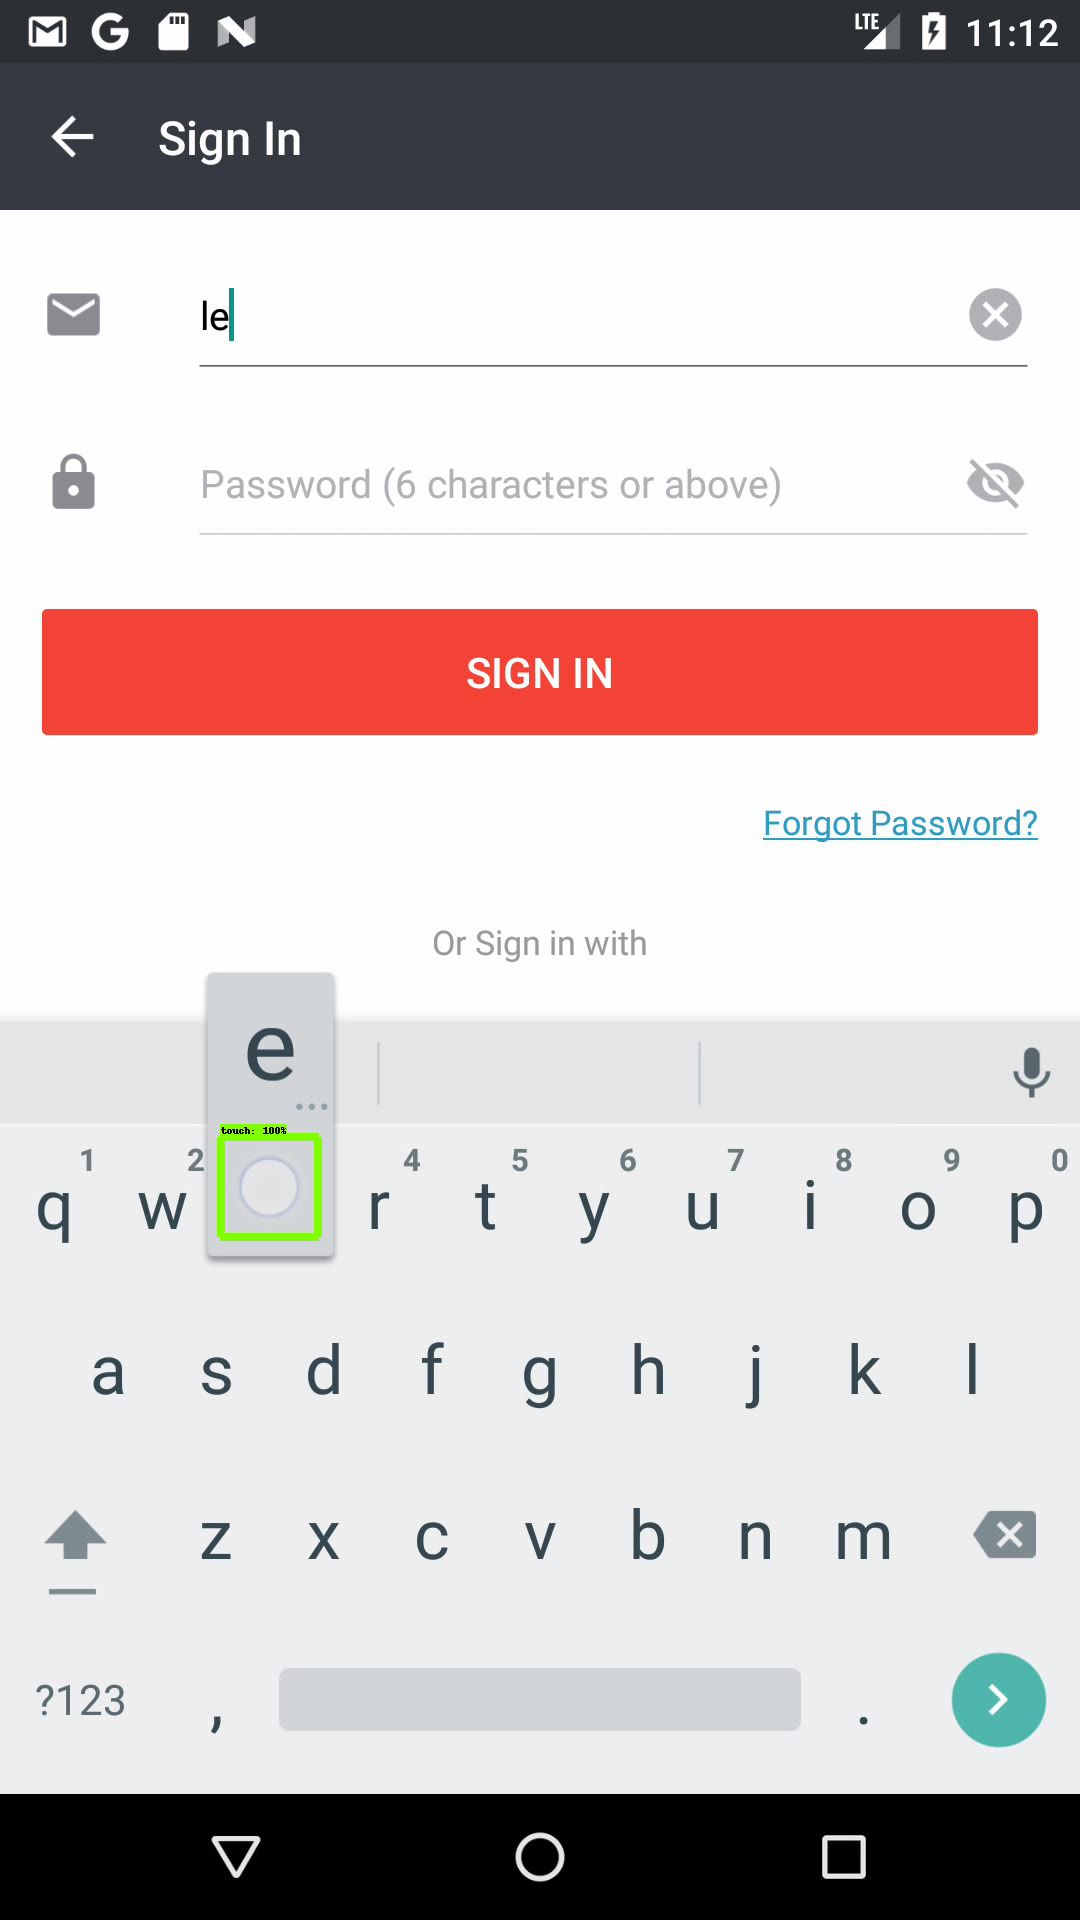 LTE 11:12
Sign In
le
Password (6 characters or above)
SIGN IN
Forgot Password?
Or Sign in with
e
touch: 100%
1 2 4 5 6 7 8 9 0
q w r t y u i o p
a s d f g h j k l
z x c v b n m
?123 , .